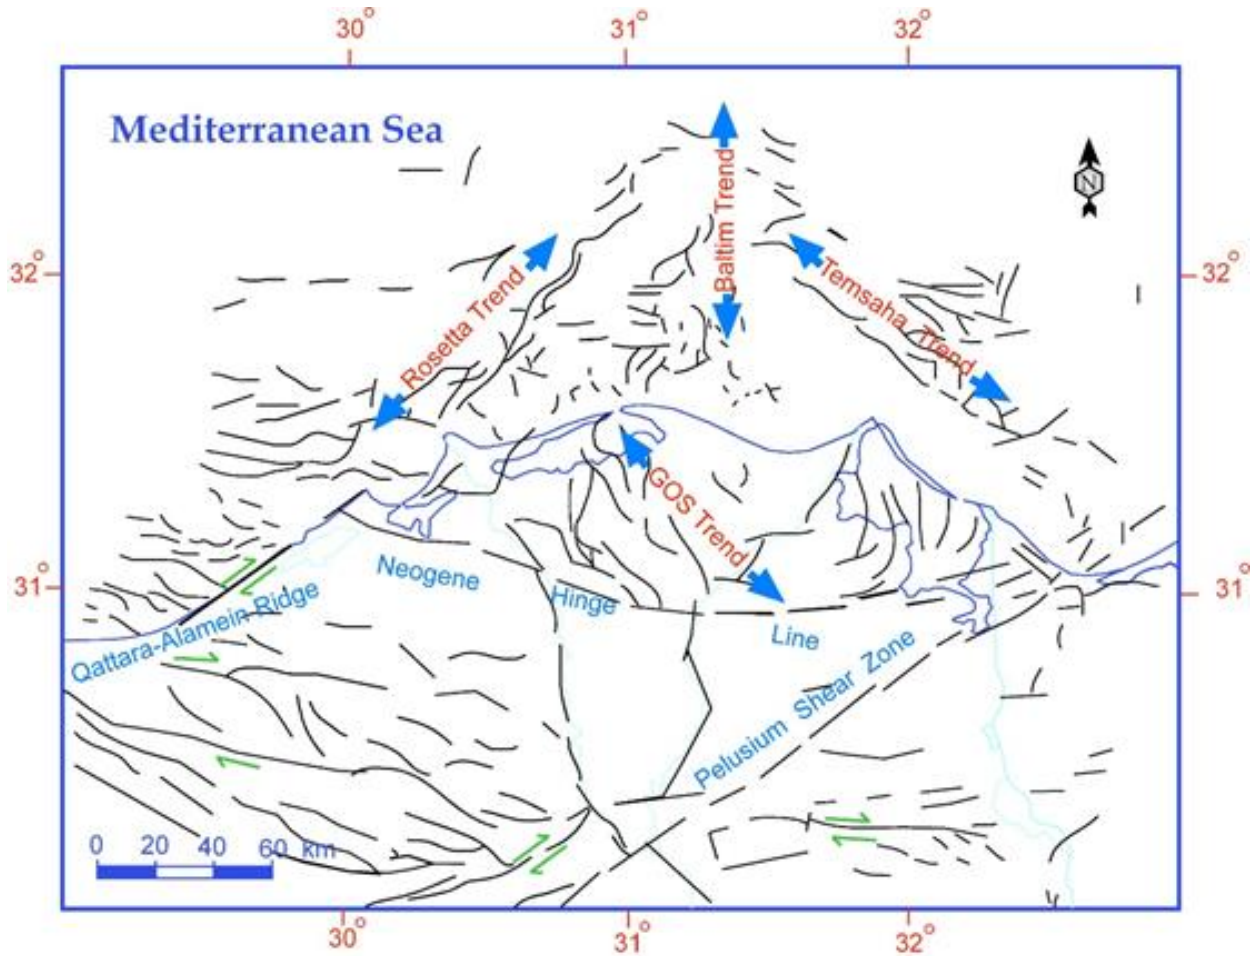 30°
31°
32°
Mediterranean Sea
N
Baltim Trend
32°
32°
Rosetta Trend
Temsaha Trend
GOS Trend
31°
31°
Neogene
Hinge
Line
Qattara-Alamein Ridge
Pelusium Shear Zone
0 20 40 60 km
30°
31°
32°